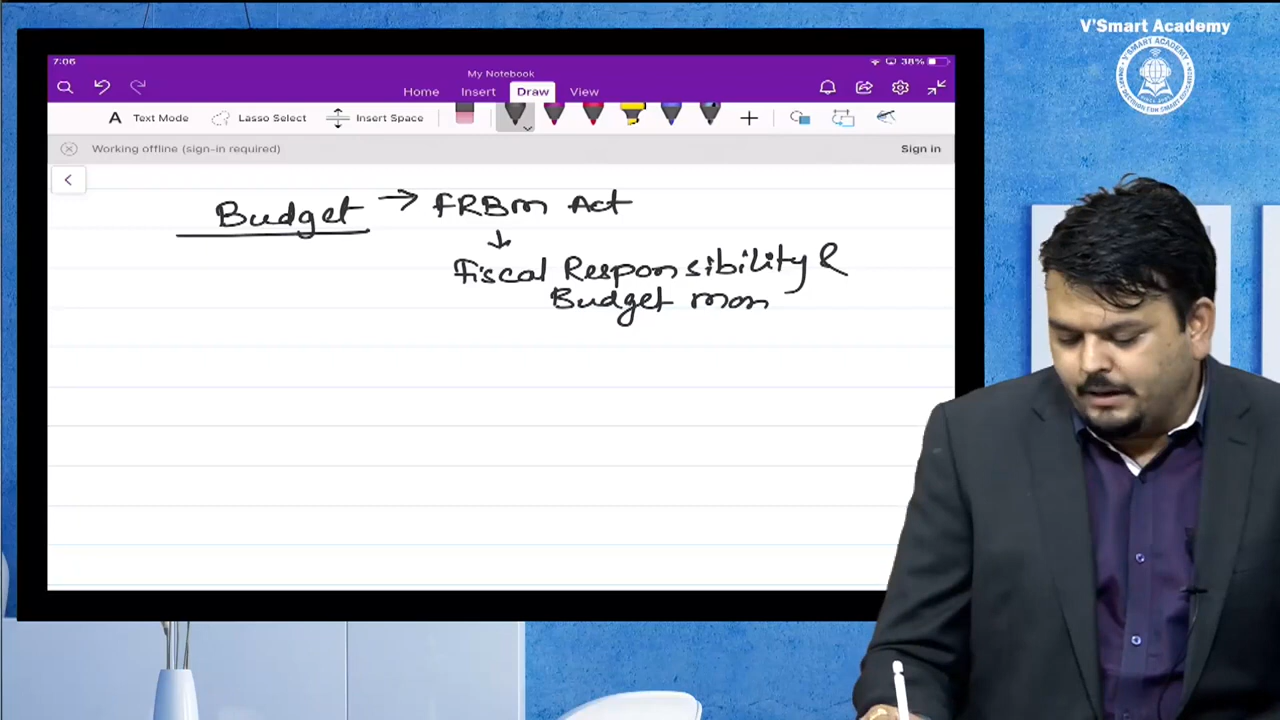 V'Smart Academy
7:06
38%
My Notebook
Home Insert Draw View
Text Mode Lasso Select Insert Space
Working offline (sign-in required) Sign in
Budget → FRBM Act
↓
Fiscal Responsibility &
Budget man